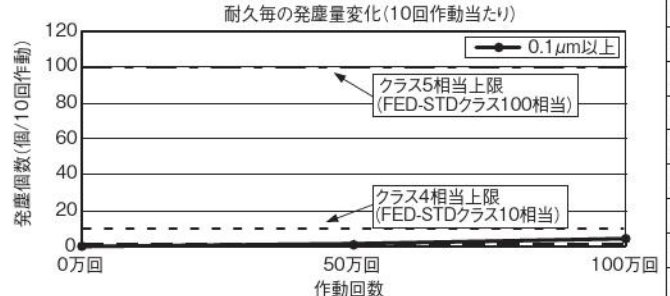 耐久毎の発塵量変化(10回作動当たり)
発塵個数(個/10回作動)
120
100
80
60
40
20
0
0.1μm以上
クラス5相当上限
(FED-STDクラス100相当)
クラス4相当上限
(FED-STDクラス10相当)
0万回
50万回
100万回
作動回数